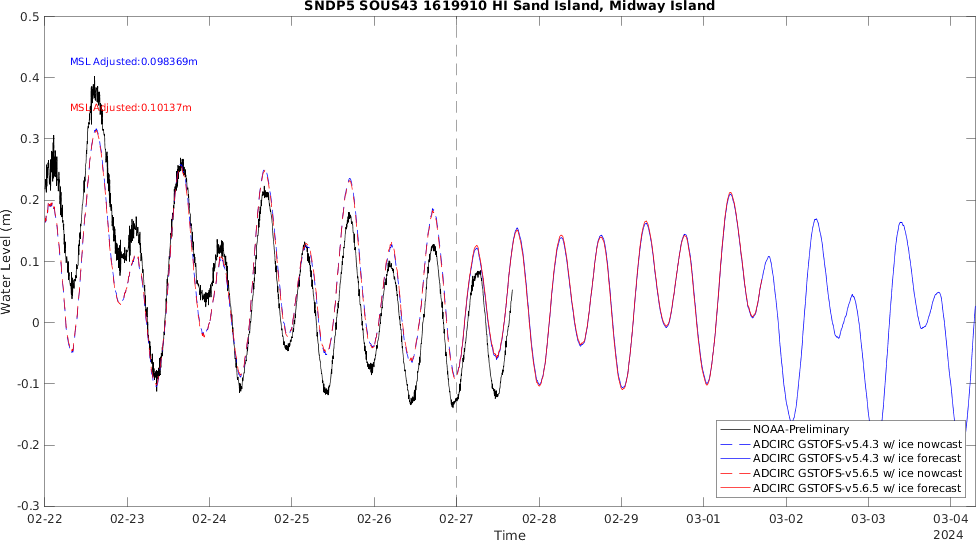 SNDP5 SOUS43 1619910 HI Sand Island, Midway Island
MSL Adjusted:0.098369m
MSL Adjusted:0.10137m
Water Level (m)
0.5
0.4
0.3
0.2
0.1
0
-0.1
-0.2
-0.3
NOAA-Preliminary
ADCIRC GSTOFS-v5.4.3 w/ ice nowcast
ADCIRC GSTOFS-v5.4.3 w/ ice forecast
ADCIRC GSTOFS-v5.6.5 w/ ice nowcast
ADCIRC GSTOFS-v5.6.5 w/ ice forecast
02-22 02-23 02-24 02-25 02-26 02-27 02-28 02-29 03-01 03-02 03-03 03-04
2024
Time